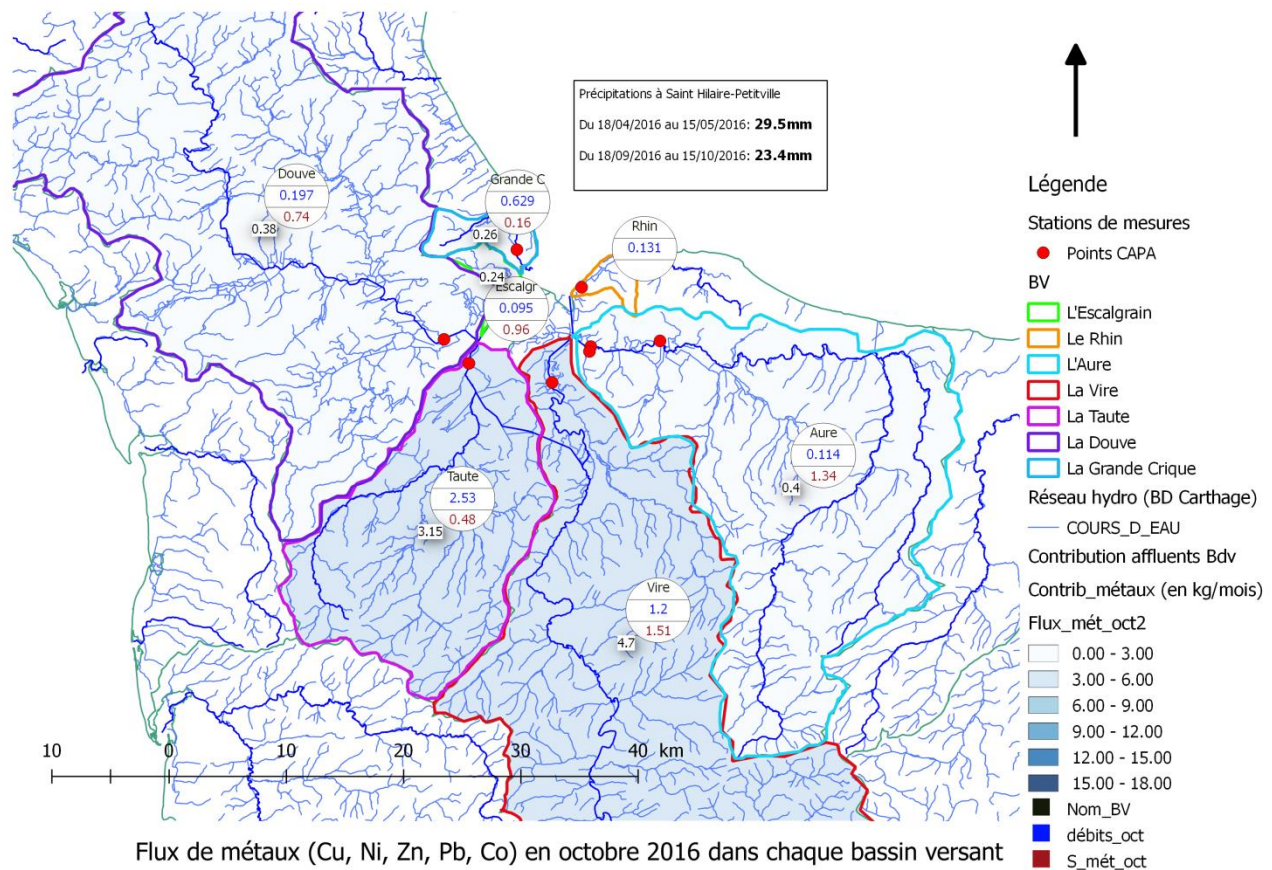 Précipitations à Saint Hilaire-Petitville
Du 18/04/2016 au 15/05/2016: 29.5mm
Du 18/09/2016 au 15/10/2016: 23.4mm
Douve
0.197
0.74
0.38
Grande C
0.629
0.16
0.26
Rhin
0.131
0.24
Escalgr
0.095
0.96
Aure
0.114
1.34
0.4
Taute
2.53
0.48
3.15
Vire
1.2
1.51
4.7
10 0 10 20 30 40 km
Légende
Stations de mesures
Points CAPA
BV
L'Escalgrain
Le Rhin
L'Aure
La Vire
La Taute
La Douve
La Grande Crique
Réseau hydro (BD Carthage)
COURS_D_EAU
Contribution affluents Bdv
Contrib_métaux (en kg/mois)
Flux_mét_oct2
0.00 - 3.00
3.00 - 6.00
6.00 - 9.00
9.00 - 12.00
12.00 - 15.00
15.00 - 18.00
Nom_BV
débits_oct
S_mét_oct
Flux de métaux (Cu, Ni, Zn, Pb, Co) en octobre 2016 dans chaque bassin versant